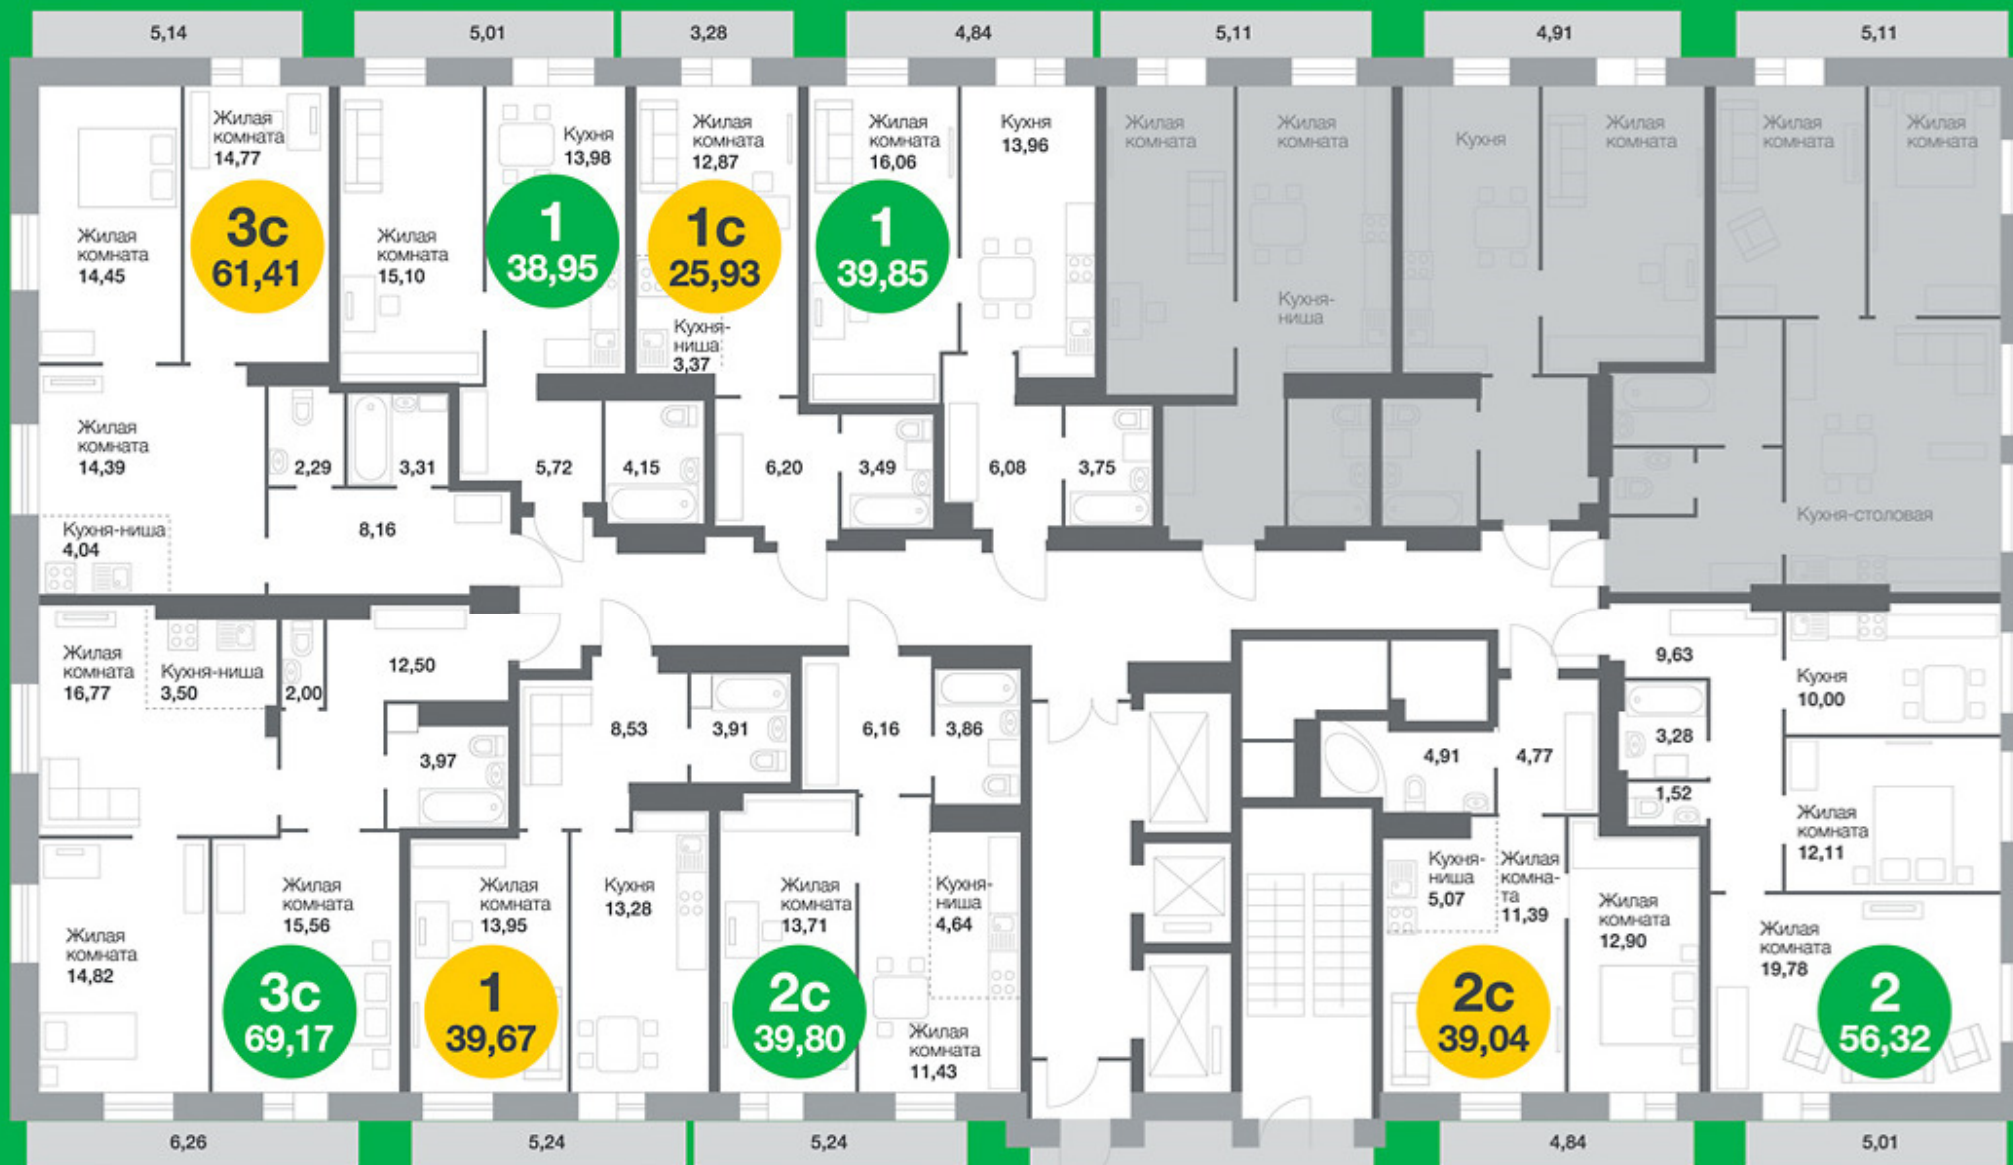 5,14
5,01
3,28
4,84
5,11
4,91
5,11
Жилая
комната
14,77
3с
61,41
Жилая
комната
14,45
Жилая
комната
14,39
Кухня-ниша
4,04
2,29
3,31
8,16
Жилая
комната
15,10
Кухня
13,98
1
38,95
5,72
4,15
Жилая
комната
12,87
1с
25,93
Кухня-
ниша
3,37
6,20
3,49
Жилая
комната
16,06
1
39,85
Кухня
13,96
6,08
3,75
Жилая
комната
Жилая
комната
Кухня-
ниша
Кухня
Жилая
комната
Жилая
комната
Жилая
комната
Кухня-столовая
Жилая
комната
16,77
Кухня-ниша
3,50
2,00
12,50
3,97
Жилая
комната
14,82
Жилая
комната
15,56
3с
69,17
8,53
3,91
Жилая
комната
13,95
1
39,67
Кухня
13,28
6,16
3,86
Жилая
комната
13,71
2с
39,80
Кухня-
ниша
4,64
Жилая
комната
11,43
4,91
4,77
Кухня-
ниша
5,07
Жилая
комна-
та
11,39
2с
39,04
Жилая
комната
12,90
9,63
3,28
1,52
Кухня
10,00
Жилая
комната
12,11
Жилая
комната
19,78
2
56,32
6,26
5,24
5,24
4,84
5,01